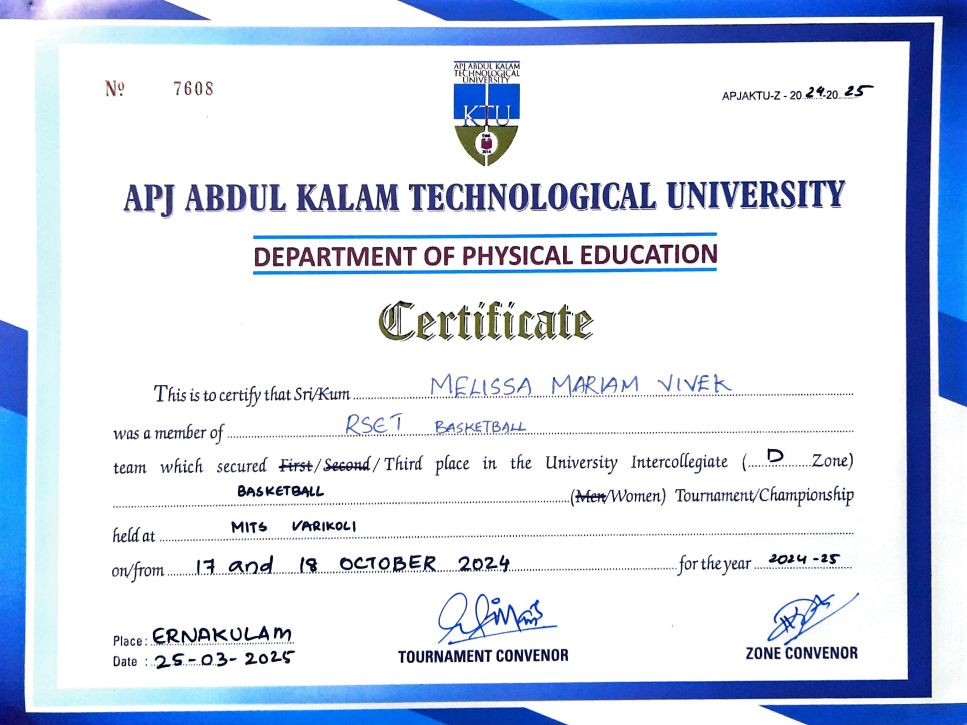 Nº 7608
APJ ABDUL KALAM
TECHNOLOGICAL
UNIVERSITY
KTU
APJAKTU-Z - 20 24-20 25
APJ ABDUL KALAM TECHNOLOGICAL UNIVERSITY
DEPARTMENT OF PHYSICAL EDUCATION
Certificate
This is to certify that Sri/Kum MELISSA MARIAM VIVEK
was a member of RSET BASKETBALL
team which secured First/Second/Third place in the University Intercollegiate (D Zone)
BASKETBALL (Men/Women) Tournament/Championship
held at MITS VARIKOLI
on/from 17 and 18 OCTOBER 2024 for the year 2024-25
Place: ERNAKULAM
Date : 25-03-2025
TOURNAMENT CONVENOR
ZONE CONVENOR